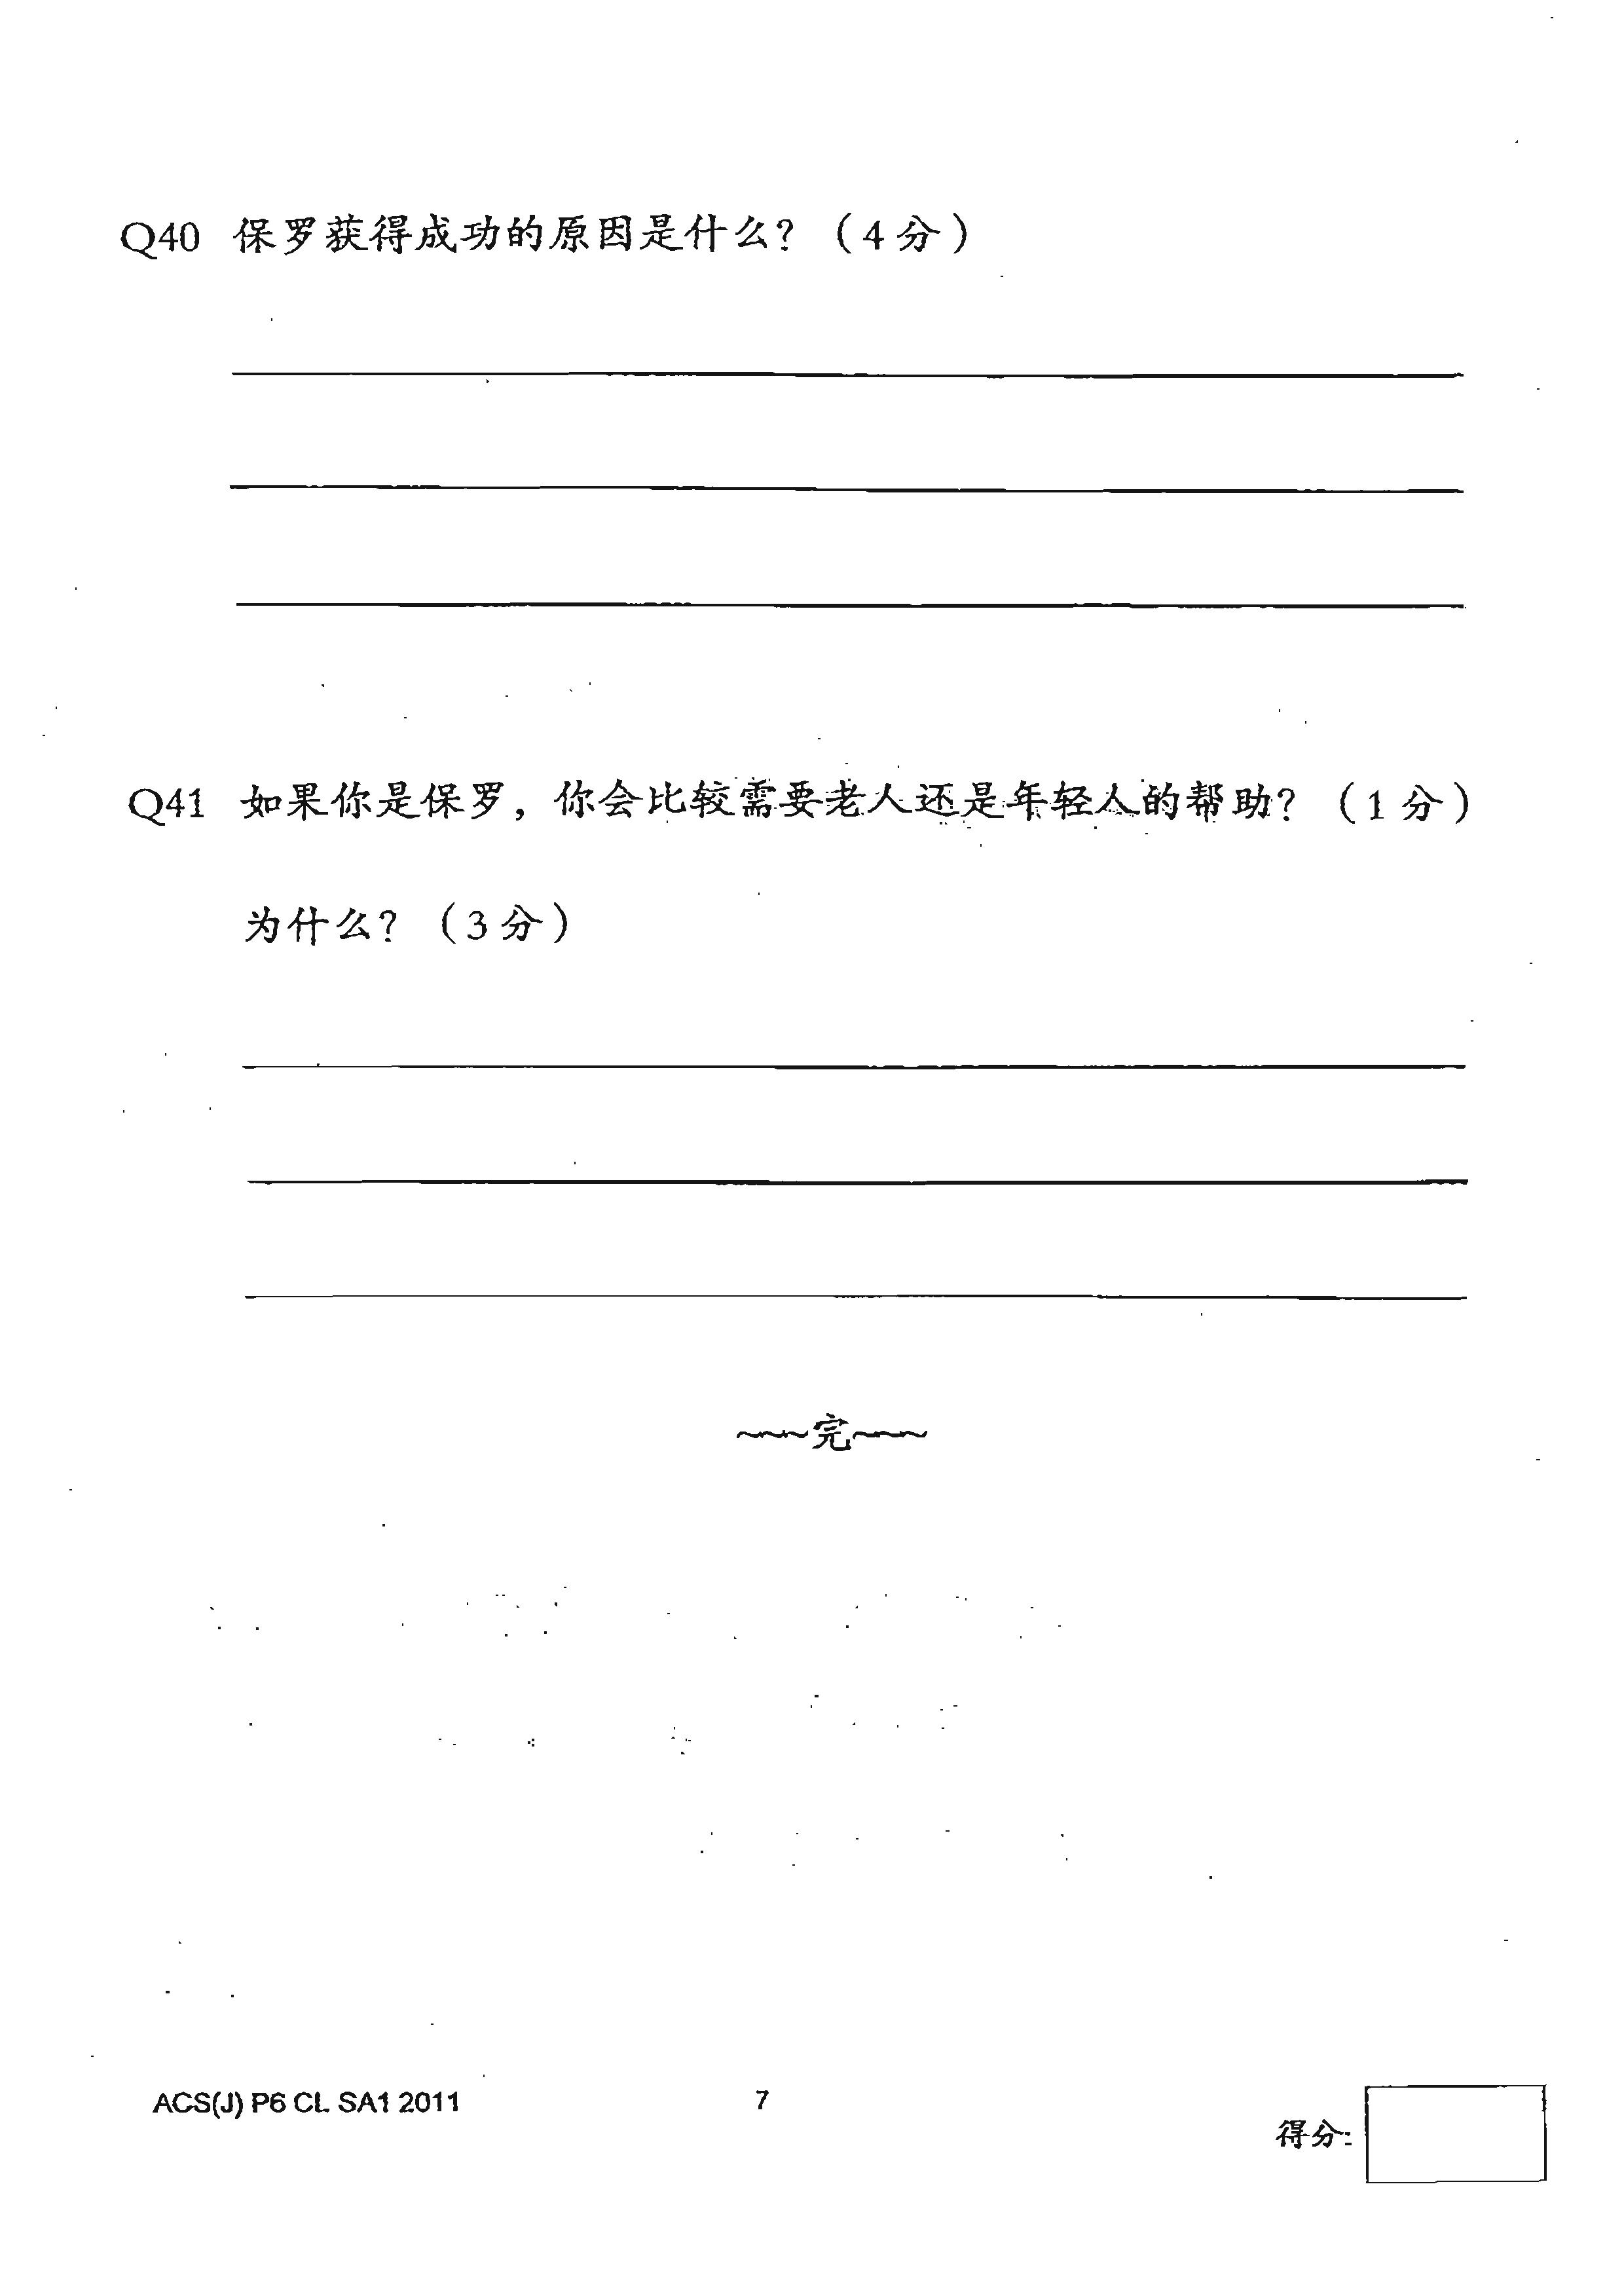 Q40 保罗获得成功的原因是什么？（4 分）
Q41 如果你是保罗，你会比较需要老人还是年轻人的帮助？（1 分）
为什么？（3 分）
~~~完~~~
ACS(J) P6 CL SA1 2011
7
得分: